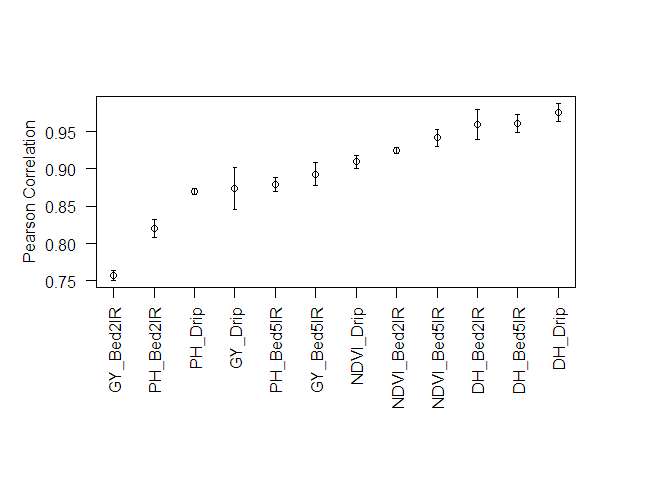 Pearson Correlation
0.95
0.90
0.85
0.80
0.75
GY_Bed2IR
PH_Bed2IR
PH_Drip
GY_Drip
PH_Bed5IR
GY_Bed5IR
NDVI_Drip
NDVI_Bed2IR
NDVI_Bed5IR
DH_Bed2IR
DH_Bed5IR
DH_Drip